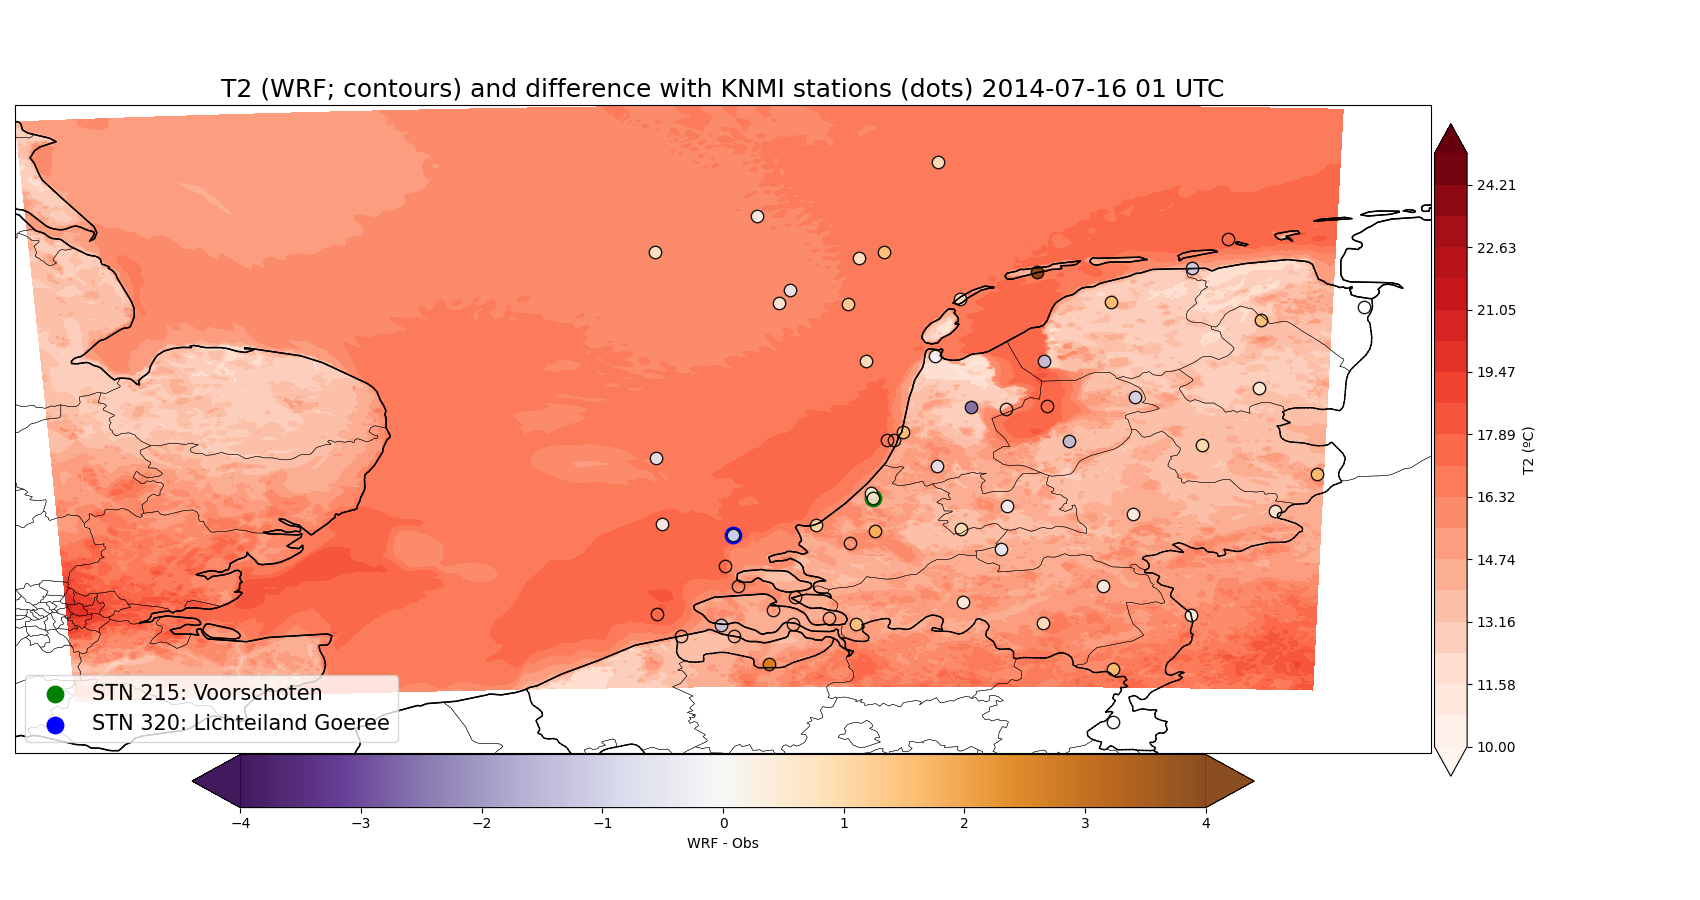 T2 (WRF; contours) and difference with KNMI stations (dots) 2014-07-16 01 UTC
24.21
22.63
21.05
19.47
17.89
16.32
14.74
13.16
11.58
10.00
T2 (ºC)
STN 215: Voorschoten
STN 320: Lichteiland Goeree
−4 −3 −2 −1 0 1 2 3 4
WRF - Obs